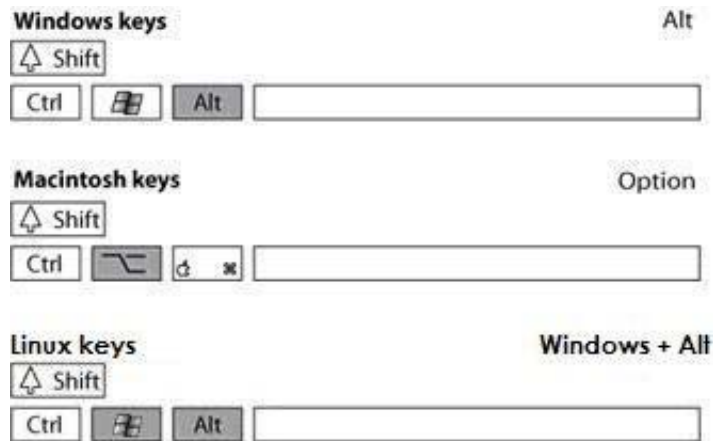 Windows keys Alt
Shift
Ctrl Alt
Macintosh keys Option
Shift
Ctrl ⌥ ⌘
Linux keys Windows + Alt
Shift
Ctrl Alt